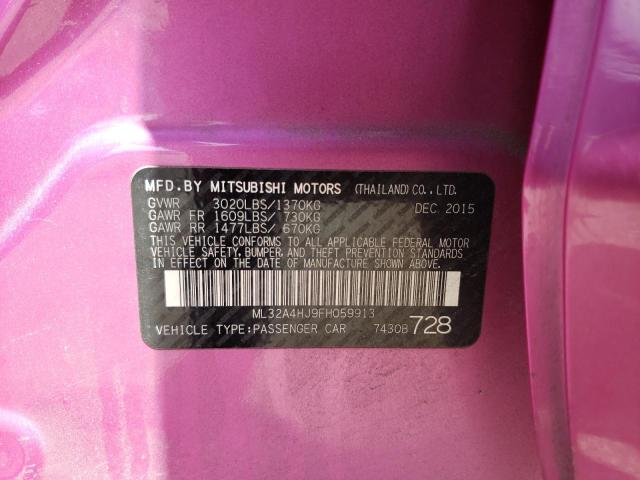 MFD.BY MITSUBISHI MOTORS (THAILAND) CO., LTD.
GVWR 3020LBS/1370KG DEC 2015
GAWR FR 1609LBS/ 730KG
GAWR RR 1477LBS/ 670KG
THIS VEHICLE CONFORMS TO ALL APPLICABLE FEDERAL MOTOR
VEHICLE SAFETY, BUMPER, AND THEFT PREVENTION STANDARDS
IN EFFECT ON THE DATE OF MANUFACTURE SHOWN ABOVE.
ML32A4HJ9FH059913
VEHICLE TYPE:PASSENGER CAR 74308 728